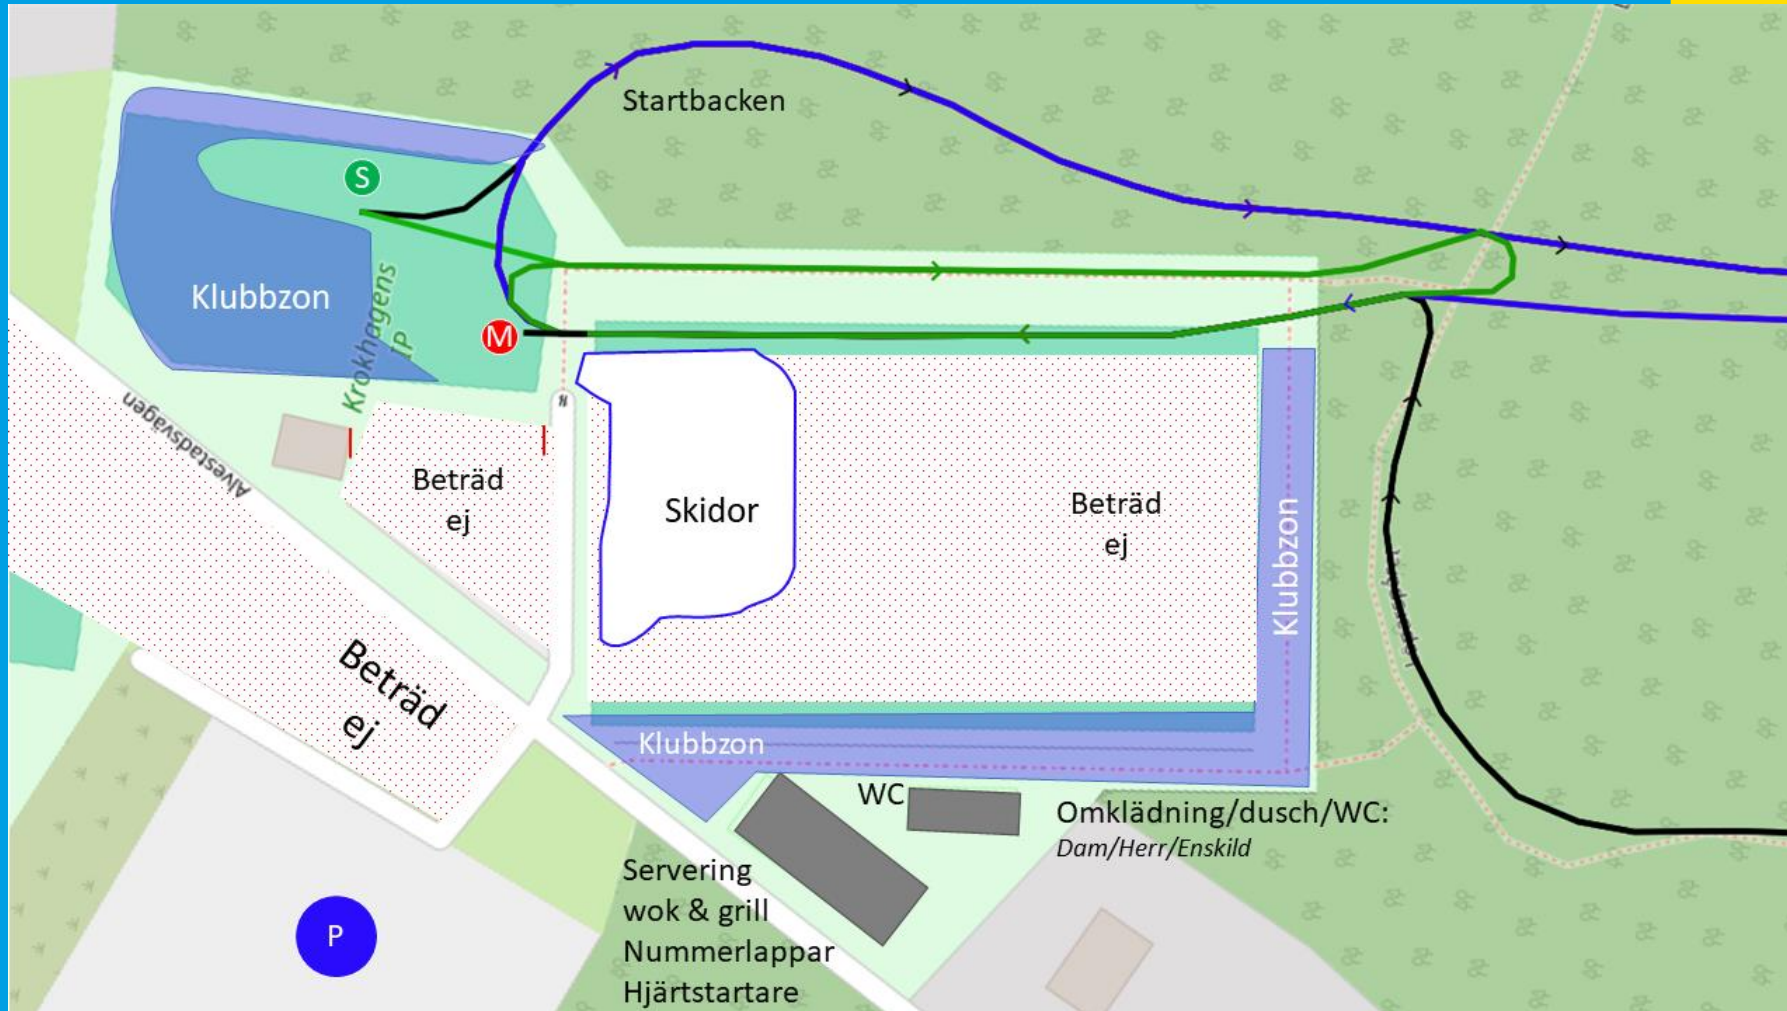 Startbacken
S
Klubbzon
Krokhagens
IP
M
Alvestadsvägen
Beträd
ej
Skidor
Beträd
ej
Klubbzon
Beträd
ej
Klubbzon
WC
Omklädning/dusch/WC:
Dam/Herr/Enskild
Servering
wok & grill
Nummerlappar
Hjärtstartare
P